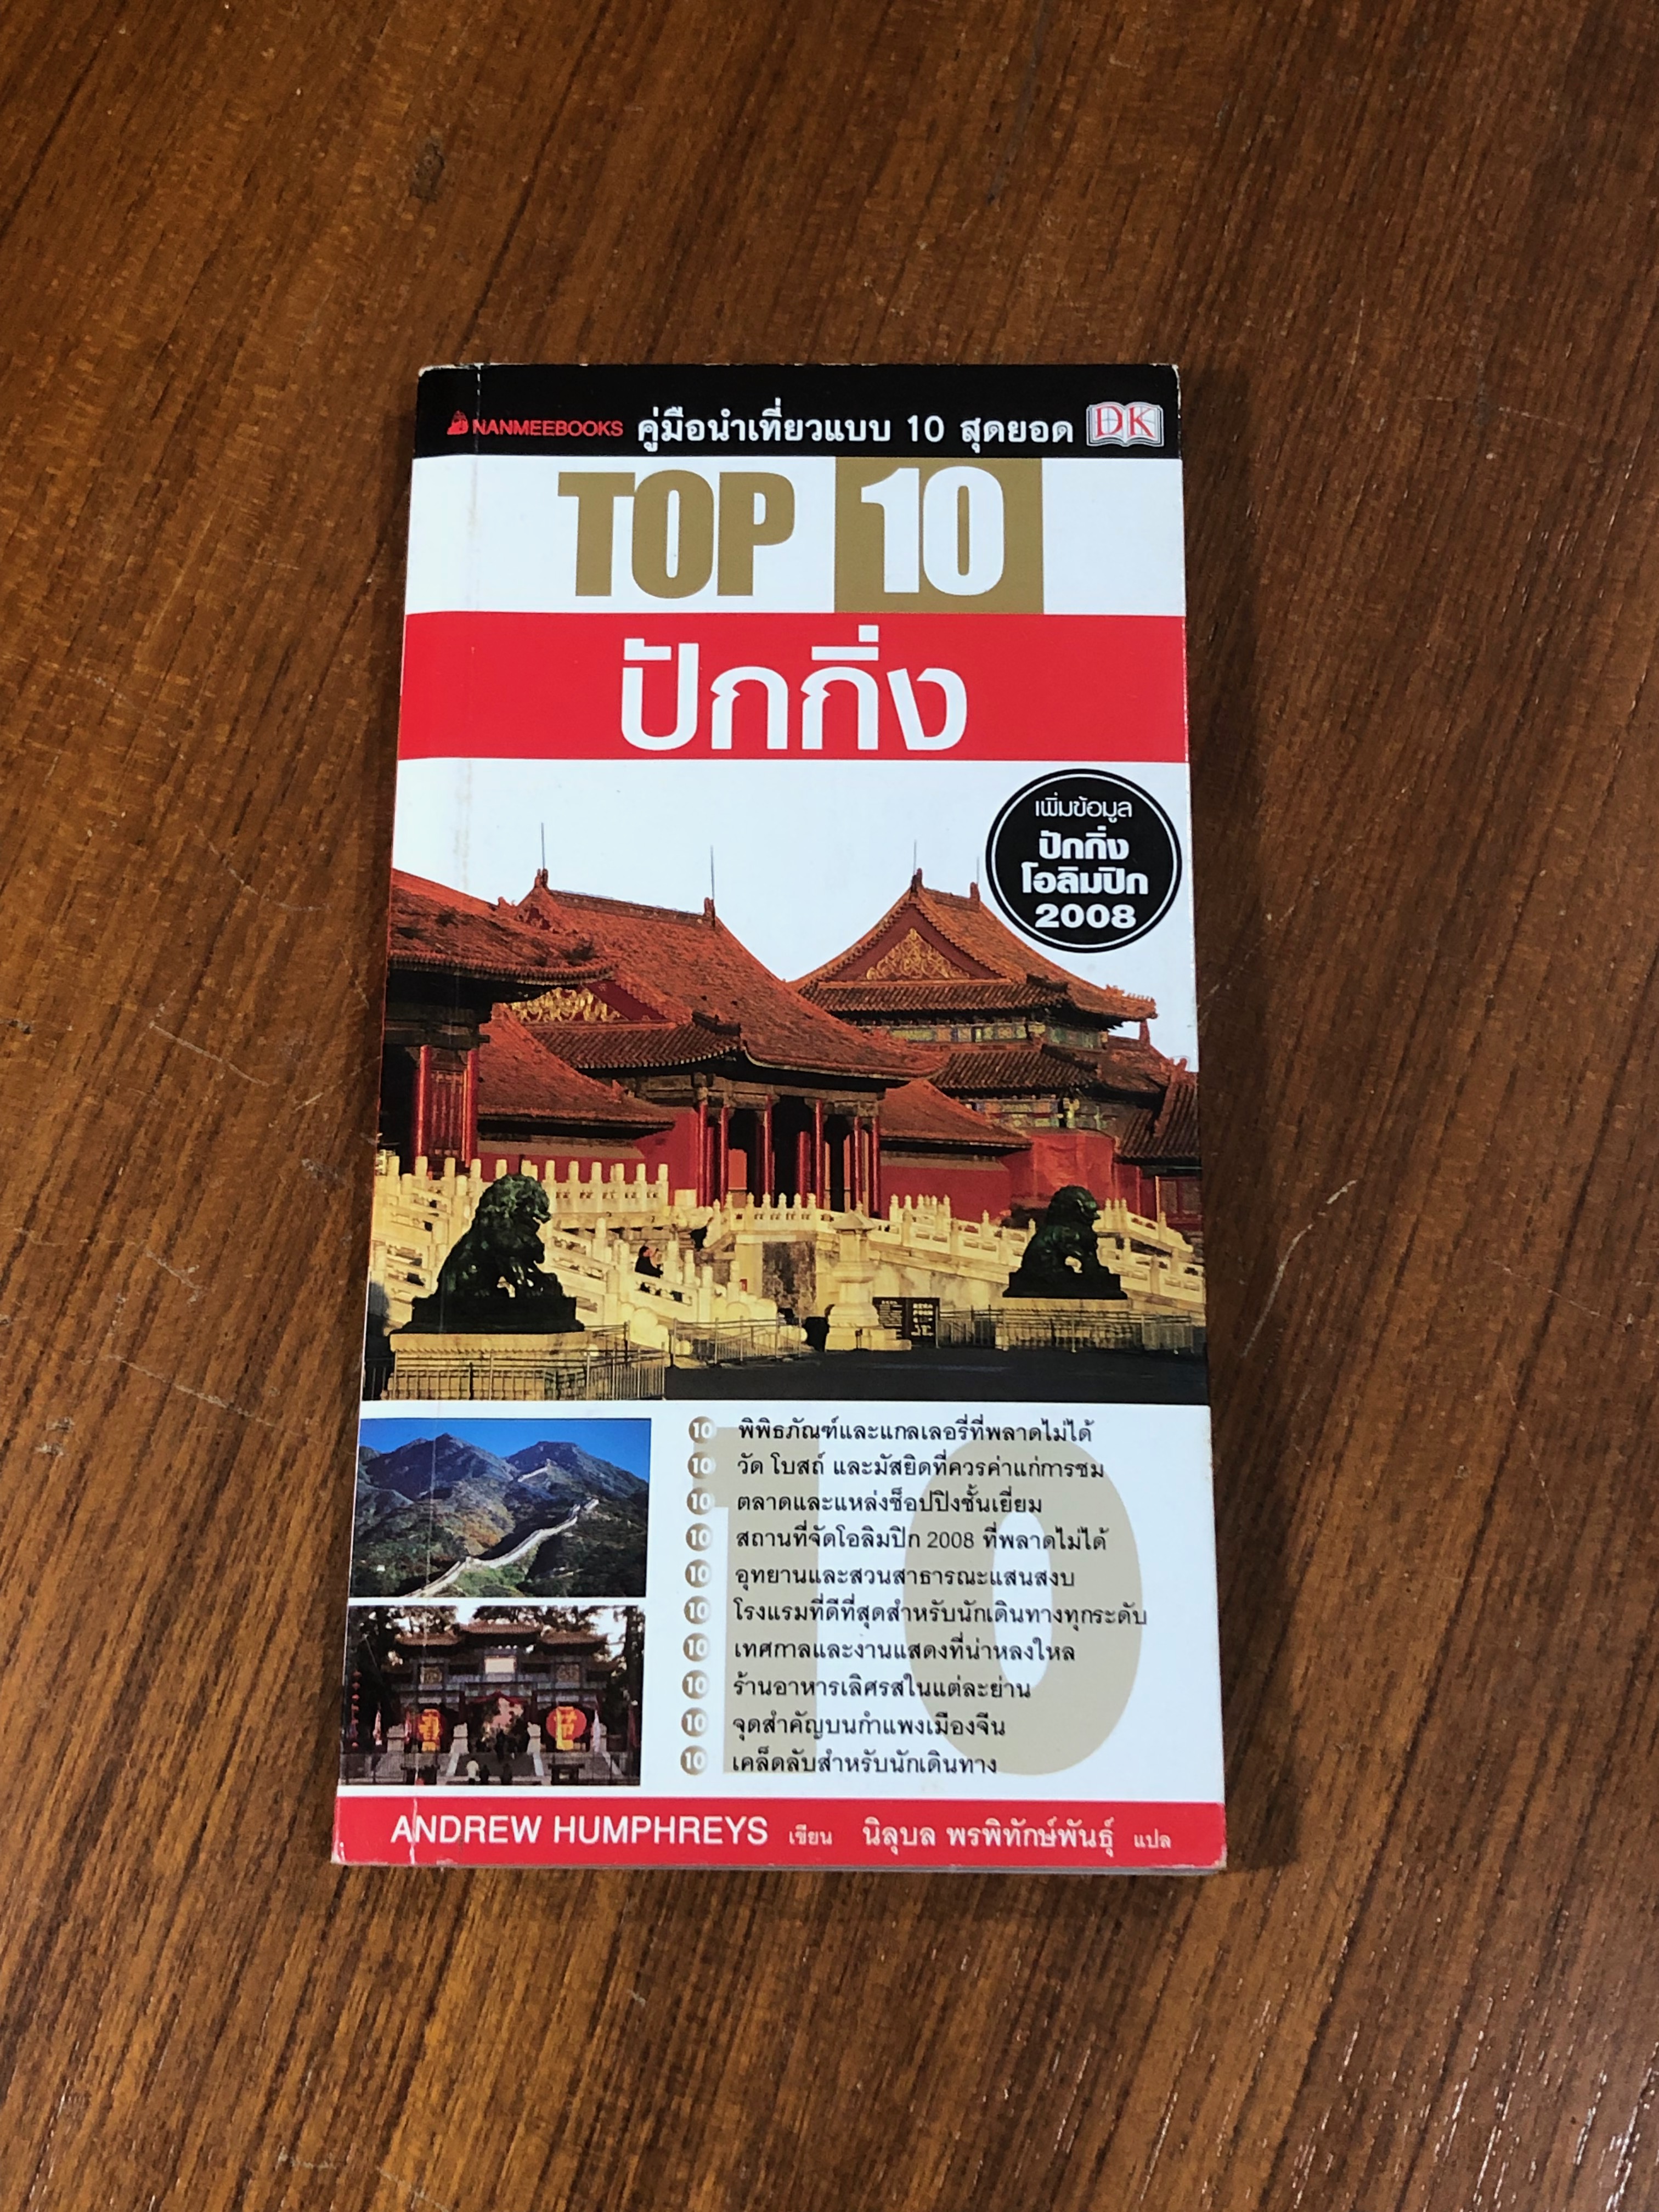 NANMEEBOOKS คู่มือนำเที่ยวแบบ 10 สุดยอด DK
TOP 10
ปักกิ่ง
เพิ่มข้อมูล
ปักกิ่ง
โอลิมปิก
2008
10 พิพิธภัณฑ์และแกลเลอรี่ที่พลาดไม่ได้
10 วัด โบสถ์ และมัสยิดที่ควรค่าแก่การชม
10 ตลาดและแหล่งช็อปปิงชั้นเยี่ยม
10 สถานที่จัดโอลิมปิก 2008 ที่พลาดไม่ได้
10 อุทยานและสวนสาธารณะแสนสงบ
10 โรงแรมที่ดีที่สุดสำหรับนักเดินทางทุกระดับ
10 เทศกาลและงานแสดงที่น่าหลงใหล
10 ร้านอาหารเลิศรสในแต่ละย่าน
10 จุดสำคัญบนกำแพงเมืองจีน
10 เคล็ดลับสำหรับนักเดินทาง
10
ANDREW HUMPHREYS เขียน นิลุบล พรพิทักษ์พันธุ์ แปล